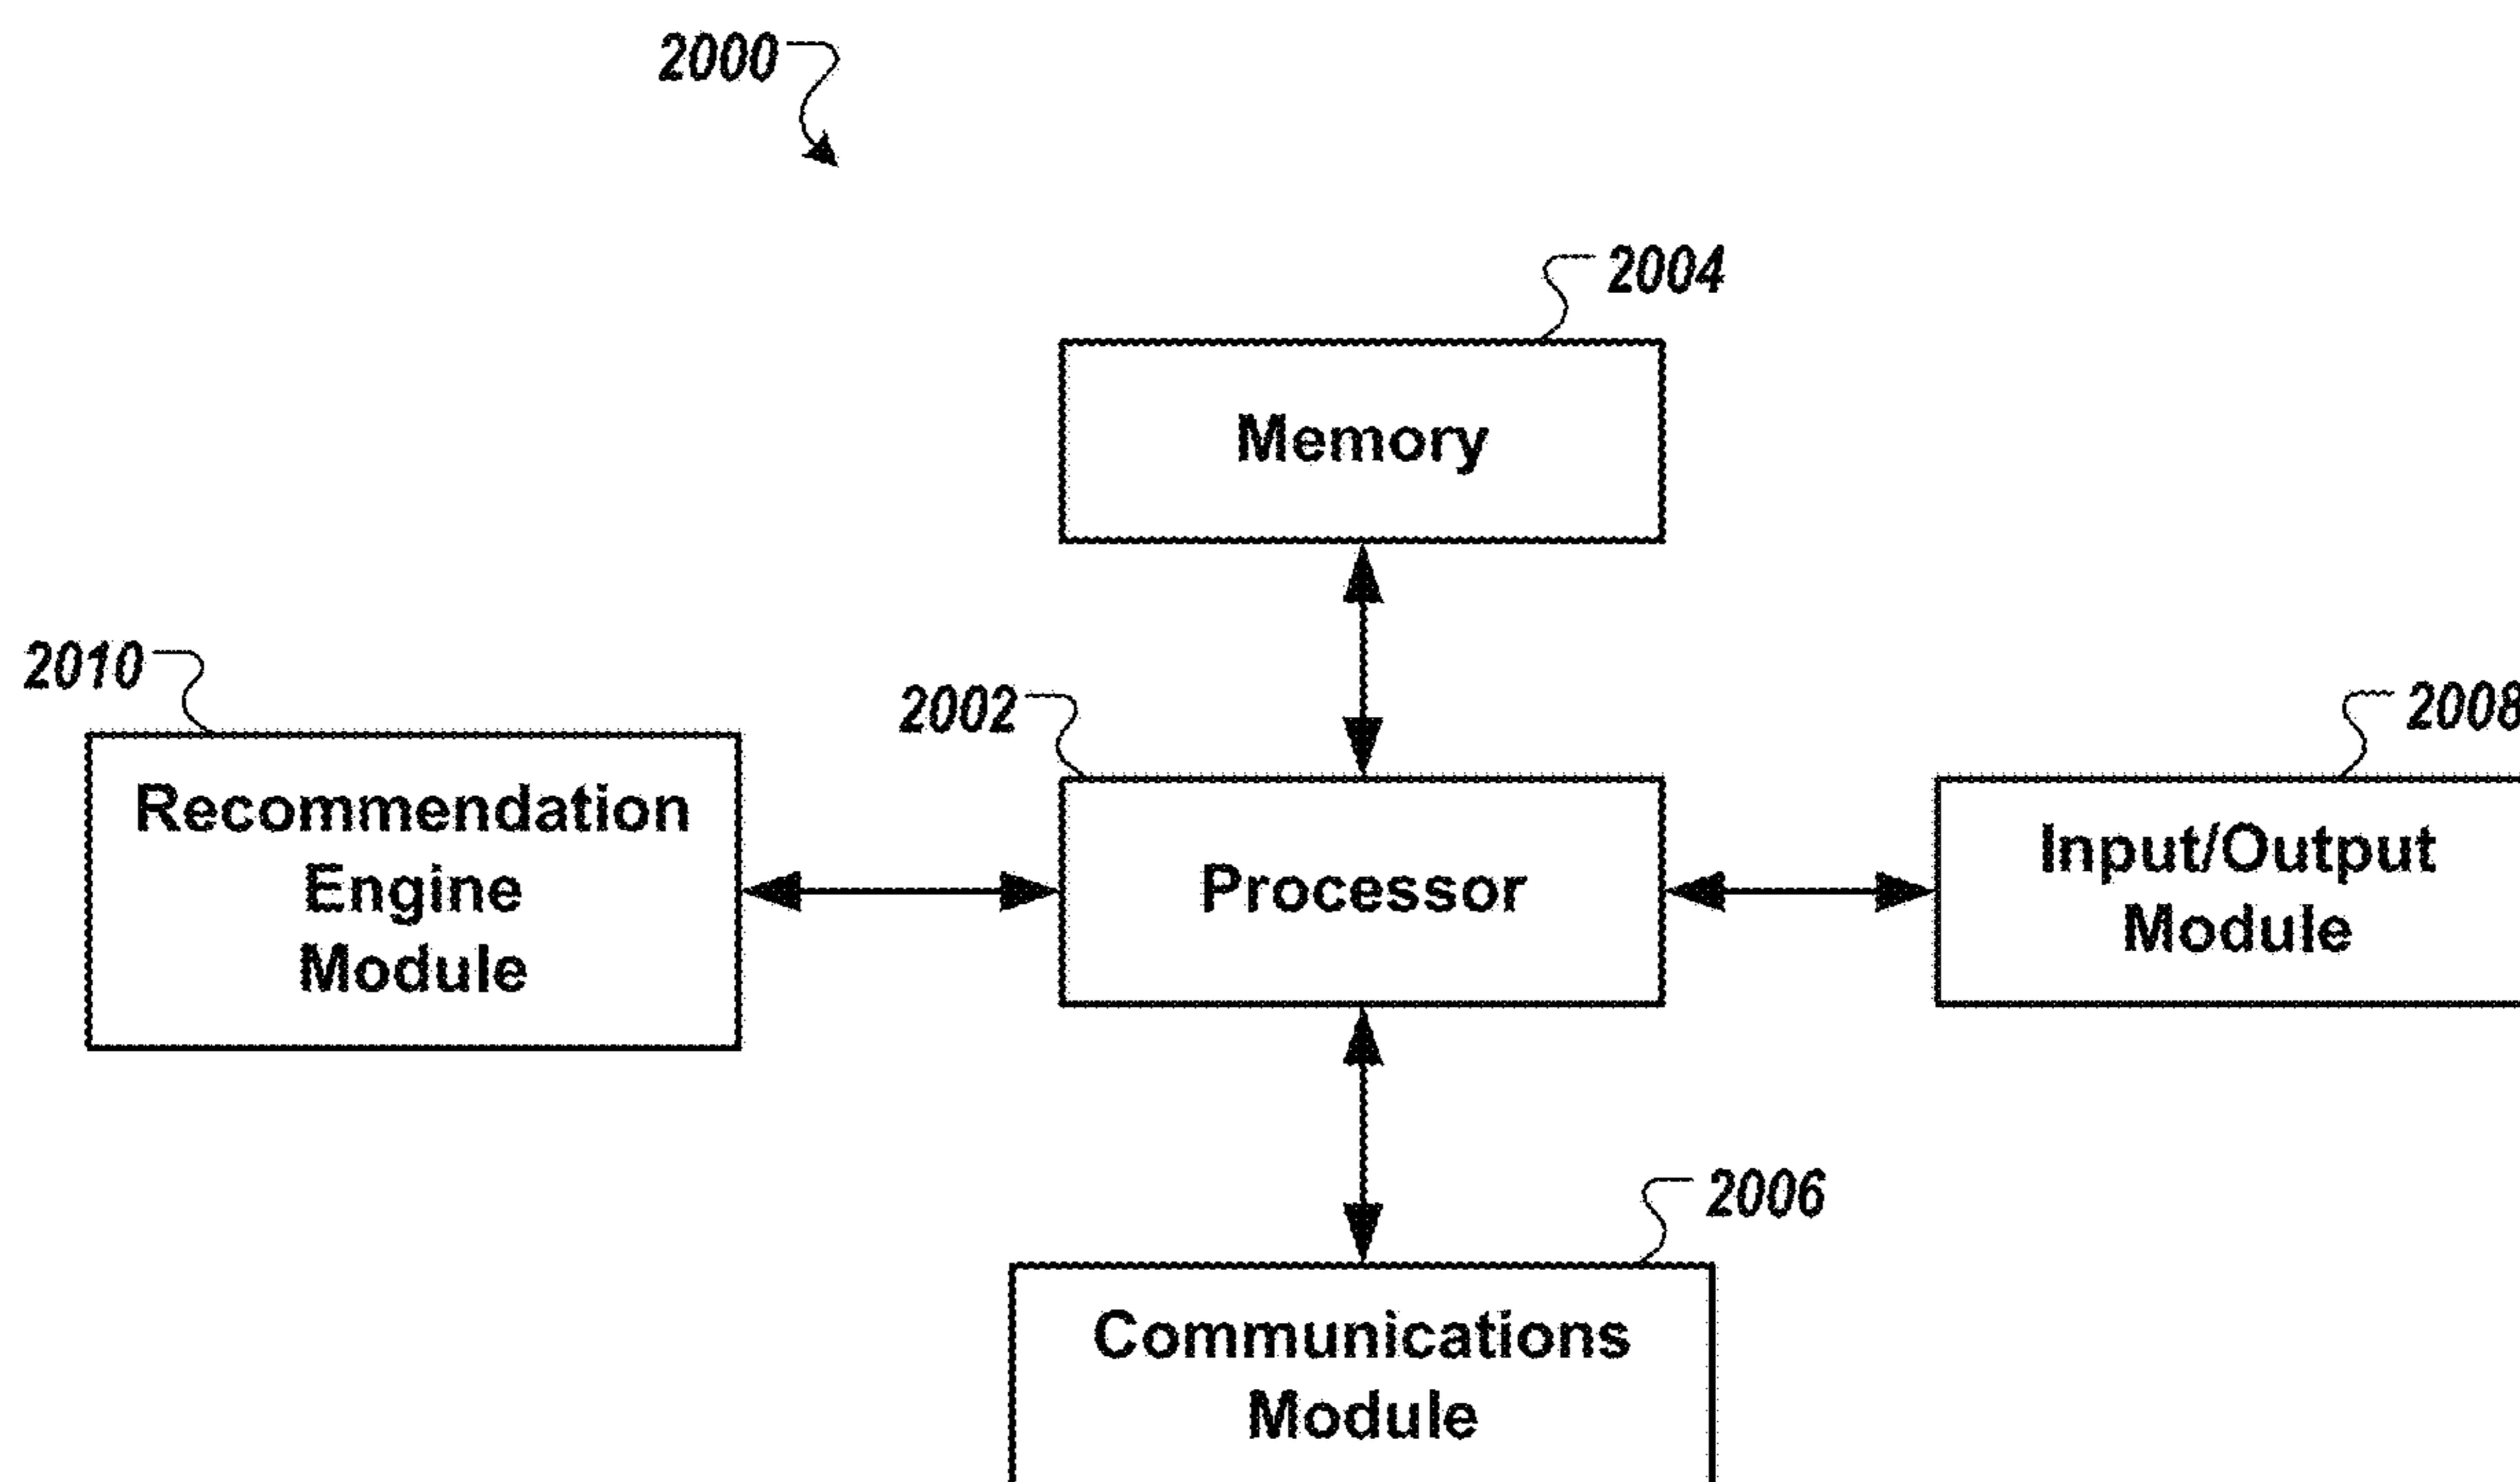 2000
2004
Memory
2010
2002
2008
Recommendation
Engine
Module
Processor
Input/Output
Module
2006
Communications
Module